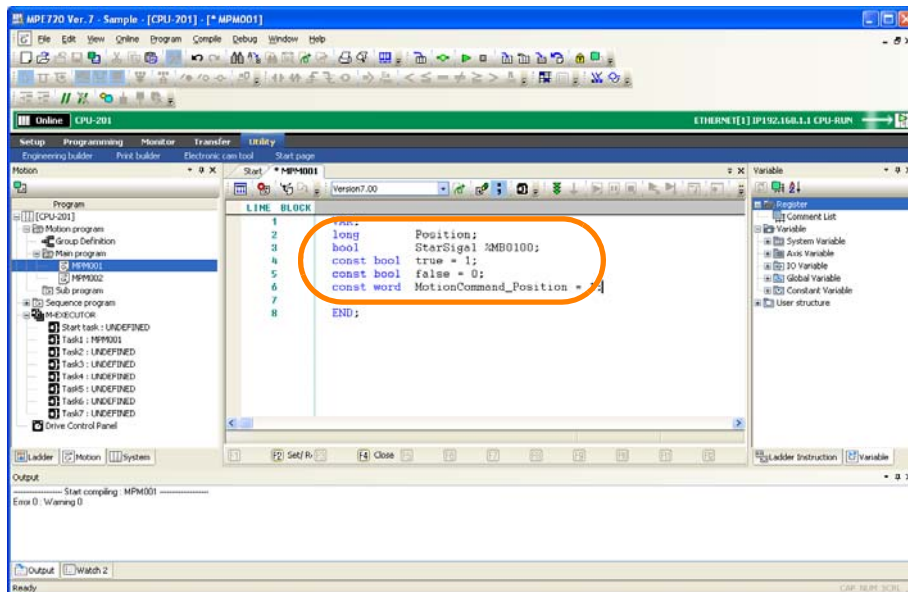 MPE720 Ver. 7 - Sample - [CPU-201] - [* MPM001]
File Edit View Online Program Compile Debug Window Help
Online CPU-201 ETHERNET[1] IP192.168.1.1 CPU-RUN
Setup Programming Monitor Transfer Utility
Engineering builder Print builder Electronic cam tool Start page
Motion
Start * MPM001
Variable
Version7.00
Program
[CPU-201]
Motion program
Group Definition
Main program
MPM001
MPM002
Sub program
Sequence program
M-EXECUTOR
Start task : UNDEFINED
Task1 : MPM001
Task2 : UNDEFINED
Task3 : UNDEFINED
Task4 : UNDEFINED
Task5 : UNDEFINED
Task6 : UNDEFINED
Task7 : UNDEFINED
Drive Control Panel
LINE BLOCK
1 VAR;
2 long Position;
3 bool StarSigal %MB0100;
4 const bool true = 1;
5 const bool false = 0;
6 const word MotionCommand_Position =
7
8 END;
Register
Comment List
Variable
System Variable
Axis Variable
IO Variable
Global Variable
Constant Variable
User structure
Ladder Motion System
F2 Set/ R F4 Close
Ladder Instruction Variable
Output
---------------- Start compiling : MPM001 ----------------
Error 0 : Warning 0
Output Watch 2
Ready CAP NUM SCRL